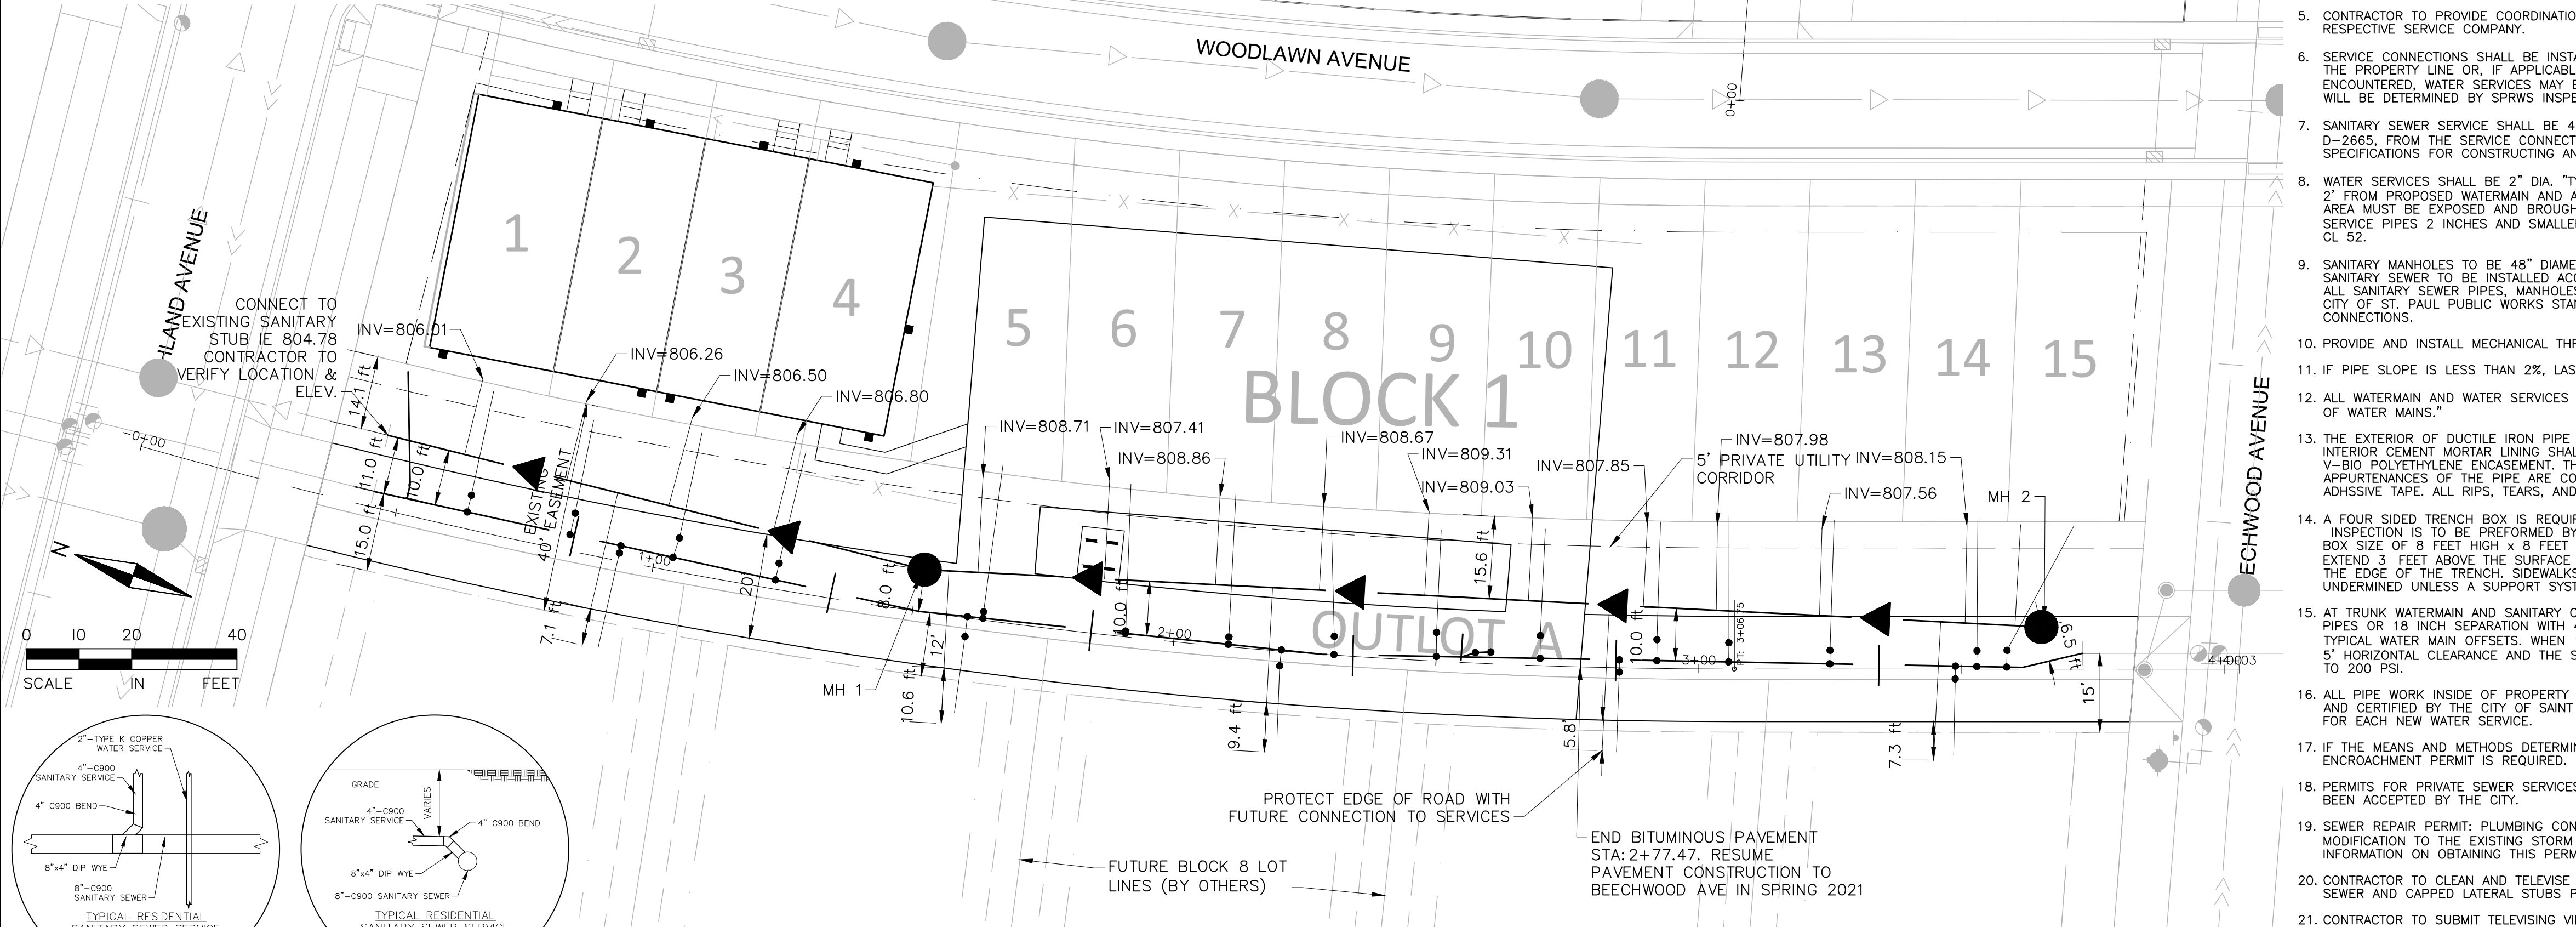 WOODLAWN AVENUE
HLAND AVENUE
ECHWOOD AVENUE
0+00
1
2
3
4
5
6
7
8
9
10
11
12
13
14
15
BLOCK 1
OUTLOT A
CONNECT TO
EXISTING SANITARY
STUB IE 804.78
CONTRACTOR TO
VERIFY LOCATION &
ELEV.
INV=806.01
INV=806.26
INV=806.50
INV=806.80
INV=808.71
INV=807.41
INV=808.86
INV=808.67
INV=809.31
INV=809.03
INV=807.85
INV=807.98
5' PRIVATE UTILITY
CORRIDOR
INV=808.15
INV=807.56
MH 2
14.1 ft
11.0 ft
10.0 ft
15.0 ft
-0+00
EXISTING
40' EASEMENT
7.1 ft
1+00
20'
8.0 ft
12'
10.6 ft
MH 1
10.0 ft
2+00
9.4 ft
15.6 ft
5.8'
10.0 ft
3+00
PT: 3+06.75
7.3 ft
6.5 ft
15'
N
0 10 20 40
SCALE IN FEET
PROTECT EDGE OF ROAD WITH
FUTURE CONNECTION TO SERVICES
FUTURE BLOCK 8 LOT
LINES (BY OTHERS)
END BITUMINOUS PAVEMENT
STA: 2+77.47. RESUME
PAVEMENT CONSTRUCTION TO
BEECHWOOD AVE IN SPRING 2021
2"-TYPE K COPPER
WATER SERVICE
4"-C900
SANITARY SERVICE
4" C900 BEND
8"x4" DIP WYE
8"-C900
SANITARY SEWER
TYPICAL RESIDENTIAL
SANITARY SEWER SERVICE
GRADE
VARIES
4"-C900
SANITARY SERVICE
4" C900 BEND
8"x4" DIP WYE
8"-C900 SANITARY SEWER
TYPICAL RESIDENTIAL
SANITARY SEWER SERVICE
5. CONTRACTOR TO PROVIDE COORDINATIO
RESPECTIVE SERVICE COMPANY.
6. SERVICE CONNECTIONS SHALL BE INSTA
THE PROPERTY LINE OR, IF APPLICABL
ENCOUNTERED, WATER SERVICES MAY B
WILL BE DETERMINED BY SPRWS INSPE
7. SANITARY SEWER SERVICE SHALL BE 4
D-2665, FROM THE SERVICE CONNECT
SPECIFICATIONS FOR CONSTRUCTING AN
8. WATER SERVICES SHALL BE 2" DIA. "TY
2' FROM PROPOSED WATERMAIN AND A
AREA MUST BE EXPOSED AND BROUGH
SERVICE PIPES 2 INCHES AND SMALLE
CL 52.
9. SANITARY MANHOLES TO BE 48" DIAME
SANITARY SEWER TO BE INSTALLED ACC
ALL SANITARY SEWER PIPES, MANHOLES
CITY OF ST. PAUL PUBLIC WORKS STAN
CONNECTIONS.
10. PROVIDE AND INSTALL MECHANICAL THR
11. IF PIPE SLOPE IS LESS THAN 2%, LAS
12. ALL WATERMAIN AND WATER SERVICES
OF WATER MAINS."
13. THE EXTERIOR OF DUCTILE IRON PIPE
INTERIOR CEMENT MORTAR LINING SHAL
V-BIO POLYETHYLENE ENCASEMENT. TH
APPURTENANCES OF THE PIPE ARE CO
ADHSSIVE TAPE. ALL RIPS, TEARS, AND
14. A FOUR SIDED TRENCH BOX IS REQUIR
INSPECTION IS TO BE PREFORMED BY
BOX SIZE OF 8 FEET HIGH x 8 FEET
EXTEND 3 FEET ABOVE THE SURFACE
THE EDGE OF THE TRENCH. SIDEWALKS
UNDERMINED UNLESS A SUPPORT SYST
15. AT TRUNK WATERMAIN AND SANITARY C
PIPES OR 18 INCH SEPARATION WITH 4
TYPICAL WATER MAIN OFFSETS. WHEN
5' HORIZONTAL CLEARANCE AND THE S
TO 200 PSI.
16. ALL PIPE WORK INSIDE OF PROPERTY
AND CERTIFIED BY THE CITY OF SAINT
FOR EACH NEW WATER SERVICE.
17. IF THE MEANS AND METHODS DETERMIN
ENCROACHMENT PERMIT IS REQUIRED.
18. PERMITS FOR PRIVATE SEWER SERVICES
BEEN ACCEPTED BY THE CITY.
19. SEWER REPAIR PERMIT: PLUMBING CON
MODIFICATION TO THE EXISTING STORM
INFORMATION ON OBTAINING THIS PERM
20. CONTRACTOR TO CLEAN AND TELEVISE
SEWER AND CAPPED LATERAL STUBS P
21. CONTRACTOR TO SUBMIT TELEVISING VI